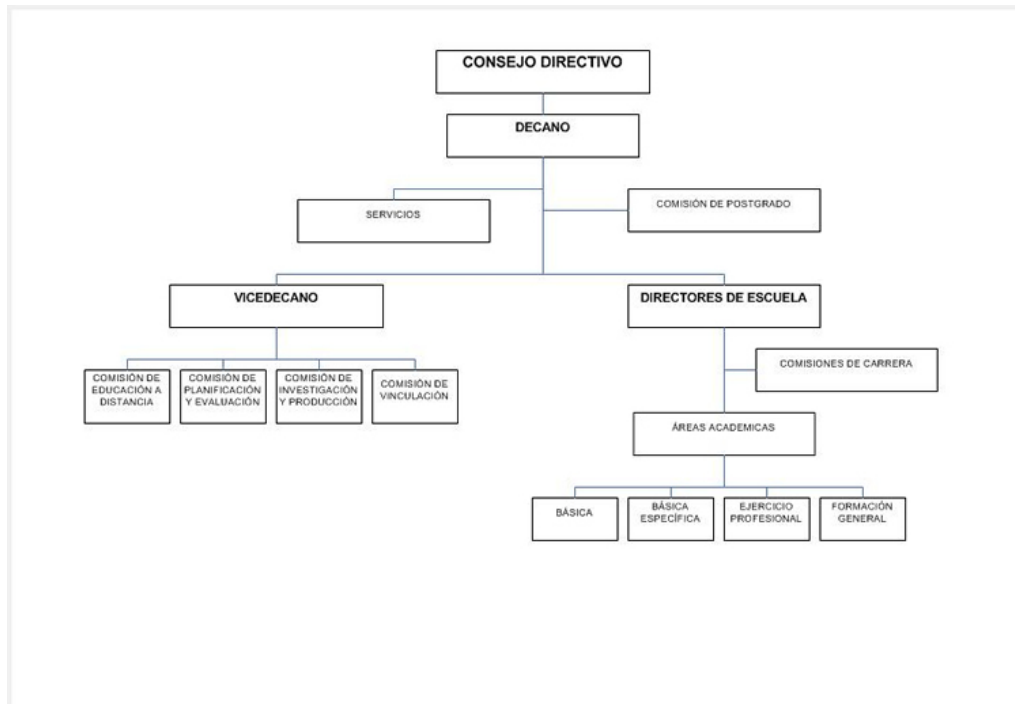 CONSEJO DIRECTIVO
DECANO
SERVICIOS
COMISIÓN DE POSTGRADO
VICEDECANO
DIRECTORES DE ESCUELA
COMISIONES DE CARRERA
COMISIÓN DE
EDUCACIÓN A
DISTANCIA
COMISIÓN DE
PLANIFICACIÓN
Y EVALUACIÓN
COMISIÓN DE
INVESTIGACIÓN
Y PRODUCCIÓN
COMISIÓN DE
VINCULACIÓN
ÁREAS ACADEMICAS
BÁSICA
BÁSICA
ESPECÍFICA
EJERCICIO
PROFESIONAL
FORMACIÓN
GENERAL